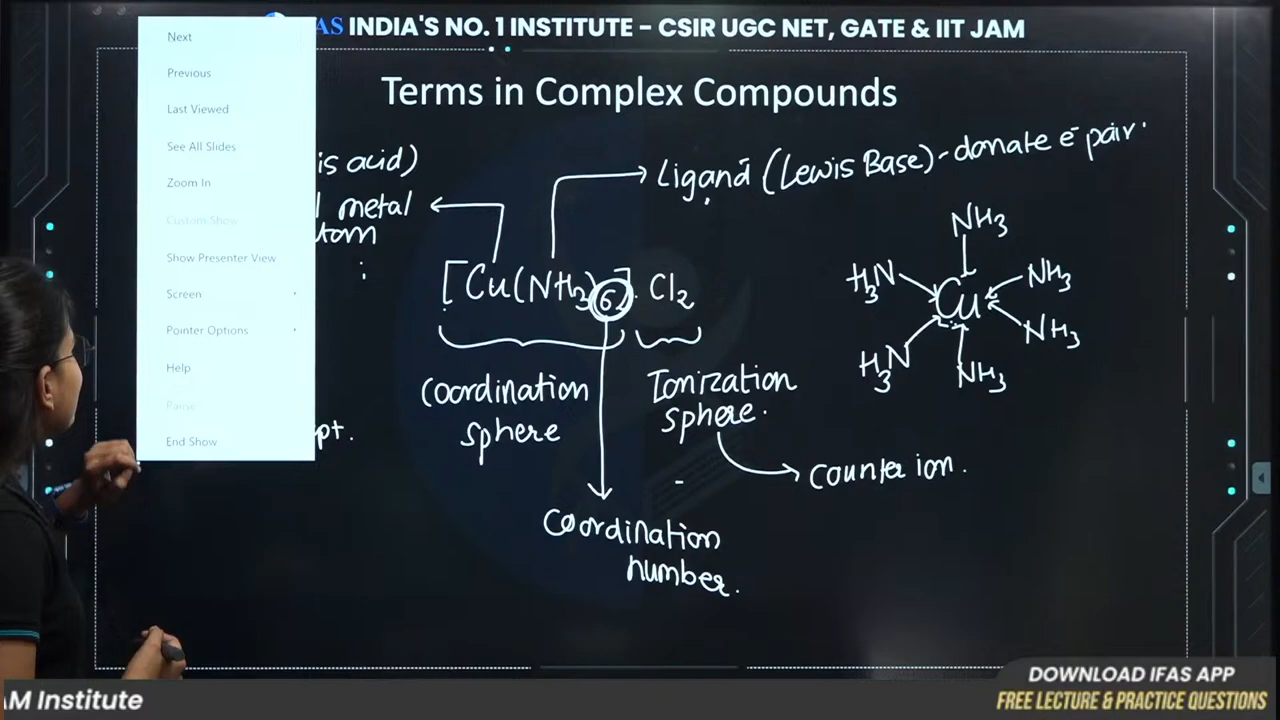 AS INDIA'S NO. 1 INSTITUTE – CSIR UGC NET, GATE & IIT JAM
Terms in Complex Compounds
Next
Previous
Last Viewed
See All Slides
Zoom In
Custom Show
Show Presenter View
Screen
Pointer Options
Help
Pause
End Show
is acid)
l metal
atom
pt.
Ligand (Lewis Base) - donate e⁻ pair.
[Cu(NH3)6]. Cl2
Coordination sphere
Ionization sphere.
Counter ion.
Coordination number.
NH3
H3N
NH3
Cu
H3N
NH3
NH3
DOWNLOAD IFAS APP
FREE LECTURE & PRACTICE QUESTIONS
AM Institute